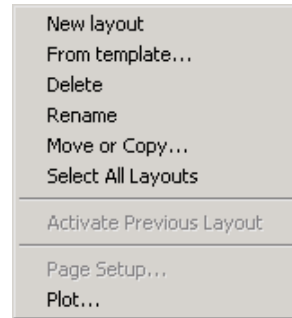 New layout
From template...
Delete
Rename
Move or Copy...
Select All Layouts
Activate Previous Layout
Page Setup...
Plot...